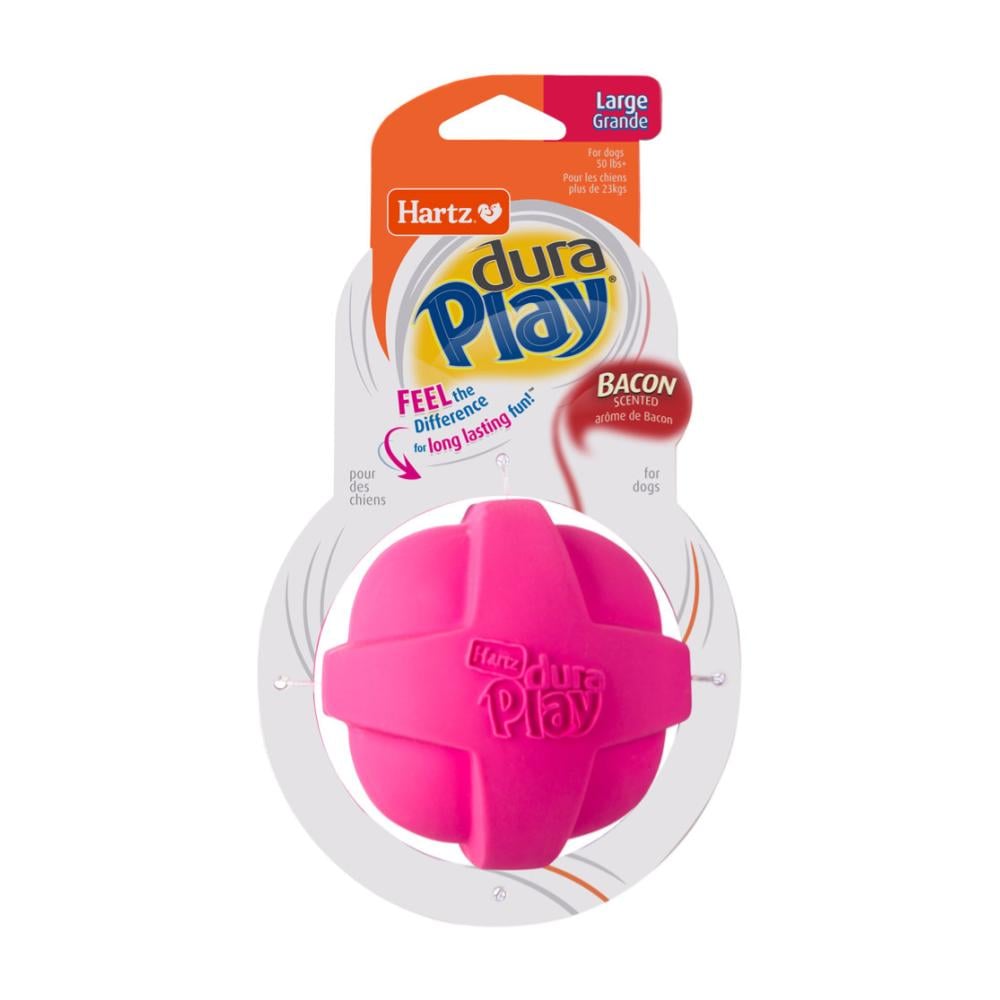 Large
Grande
For dogs
50 lbs+
Pour les chiens
plus de 23kgs
Hartz®
dura
Play®
FEEL the
Difference
for long lasting fun!™
BACON
SCENTED
arôme de Bacon
pour
des
chiens
for
dogs
Hartz
dura
Play